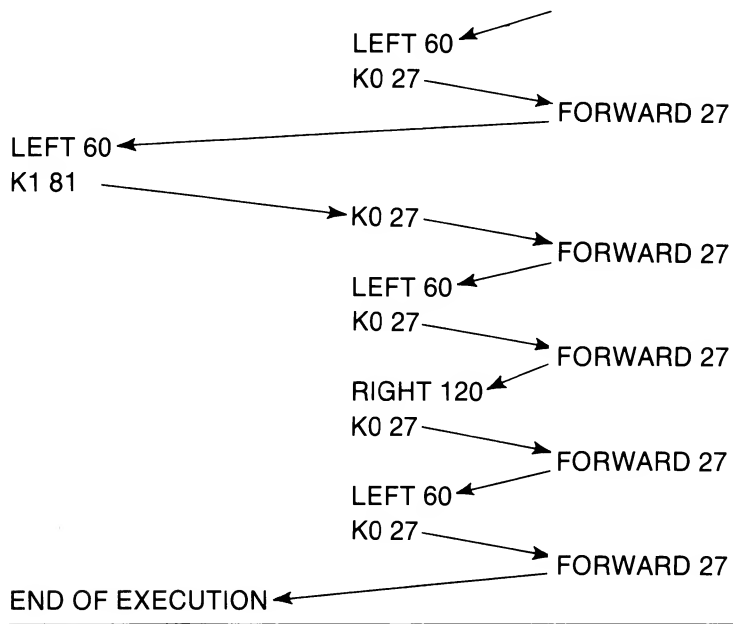 LEFT 60
K0 27
FORWARD 27
LEFT 60
K1 81
K0 27
FORWARD 27
LEFT 60
K0 27
FORWARD 27
RIGHT 120
K0 27
FORWARD 27
LEFT 60
K0 27
FORWARD 27
END OF EXECUTION